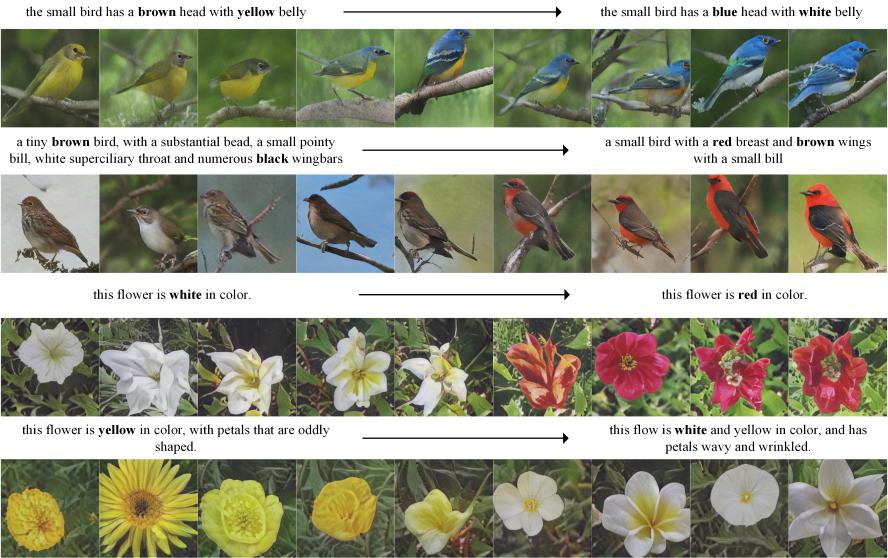 the small bird has a brown head with yellow belly
the small bird has a blue head with white belly
a tiny brown bird, with a substantial bead, a small pointy
bill, white superciliary throat and numerous black wingbars
a small bird with a red breast and brown wings
with a small bill
this flower is white in color.
this flower is red in color.
this flower is yellow in color, with petals that are oddly
shaped.
this flow is white and yellow in color, and has
petals wavy and wrinkled.